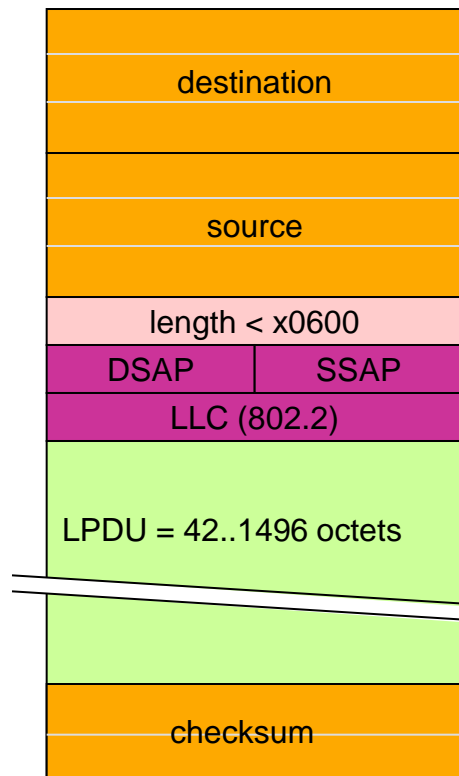 destination
source
length < x0600
DSAP SSAP
LLC (802.2)
LPDU = 42..1496 octets
checksum